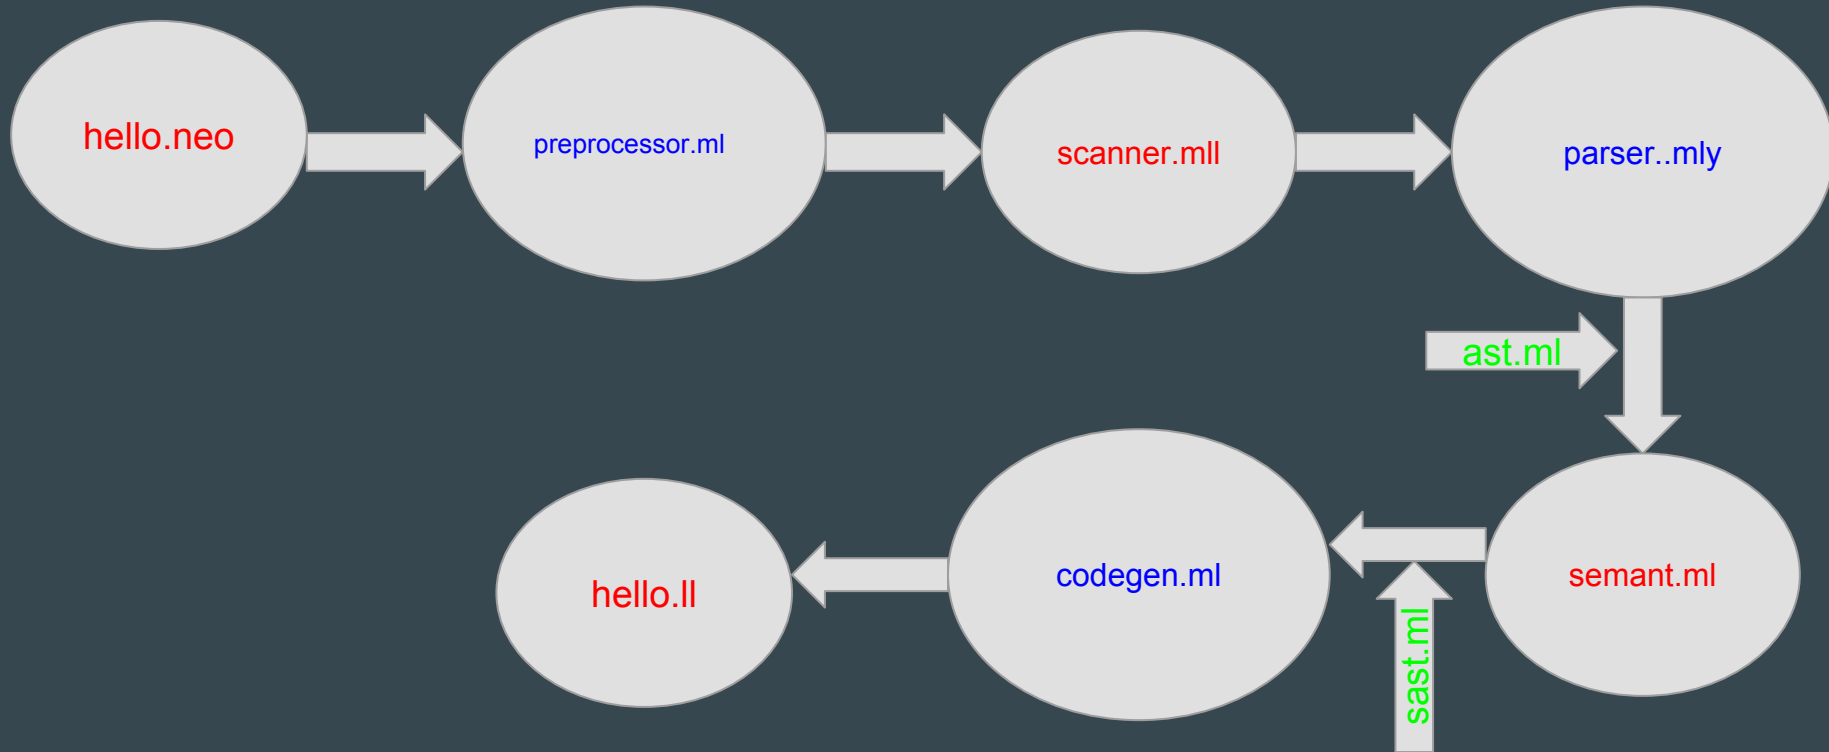 hello.neo
preprocessor.ml
scanner.mll
parser..mly
ast.ml
semant.ml
sast.ml
codegen.ml
hello.ll